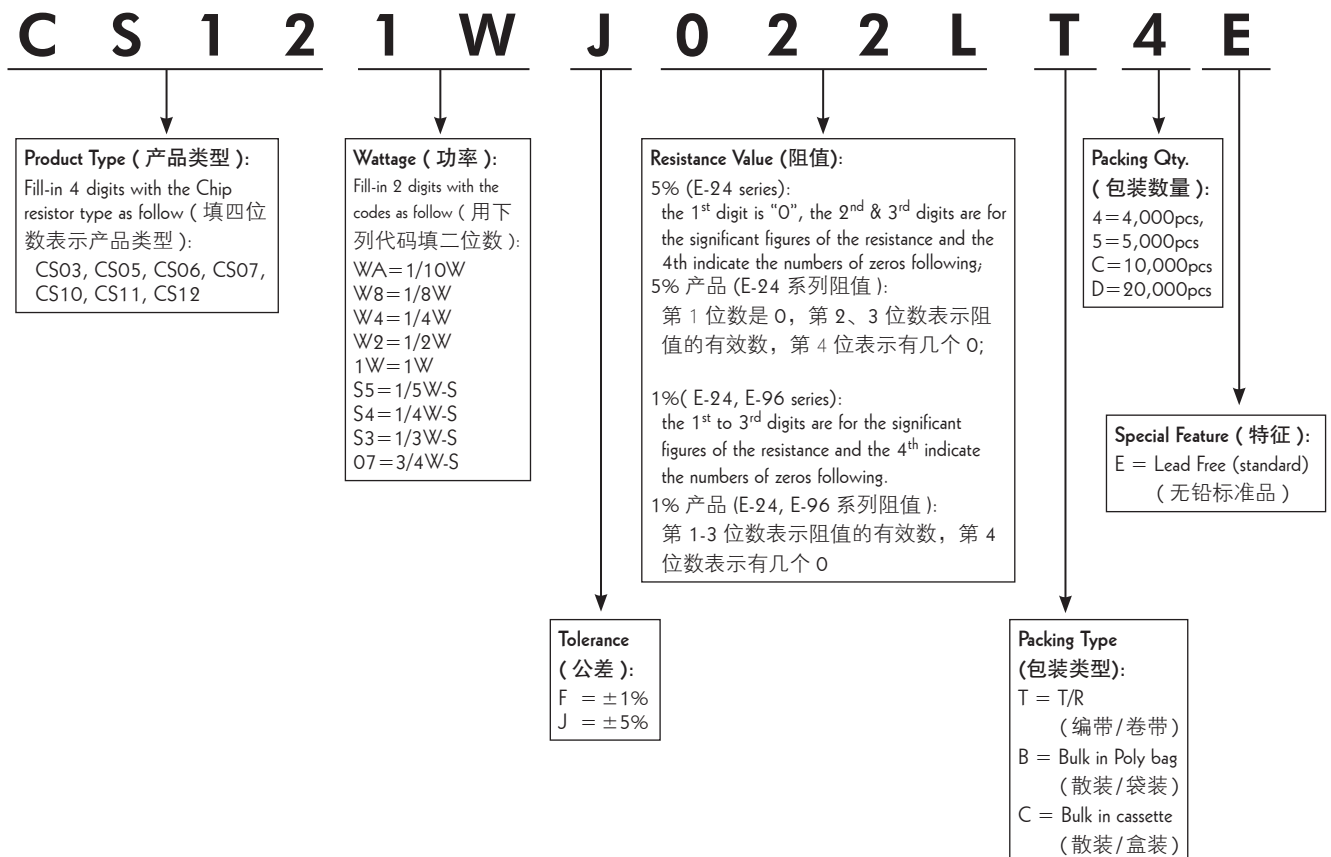 C S 1 2 1 W J 0 2 2 L T 4 E
Product Type ( 产品类型 ):
Fill-in 4 digits with the Chip
resistor type as follow ( 填四位
数表示产品类型 ):
CS03, CS05, CS06, CS07,
CS10, CS11, CS12
Wattage ( 功率 ):
Fill-in 2 digits with the
codes as follow ( 用下
列代码填二位数 ):
WA=1/10W
W8=1/8W
W4=1/4W
W2=1/2W
1W=1W
S5=1/5W-S
S4=1/4W-S
S3=1/3W-S
07=3/4W-S
Resistance Value (阻值):
5% (E-24 series):
the 1st digit is "0", the 2nd & 3rd digits are for
the significant figures of the resistance and the
4th indicate the numbers of zeros following;
5% 产品 (E-24 系列阻值 ):
第 1 位数是 0，第 2、3 位数表示阻
值的有效数，第 4 位表示有几个 0;
1%( E-24, E-96 series):
the 1st to 3rd digits are for the significant
figures of the resistance and the 4th indicate
the numbers of zeros following.
1% 产品 (E-24, E-96 系列阻值 ):
第 1-3 位数表示阻值的有效数，第 4
位数表示有几个 0
Packing Qty.
( 包装数量 ):
4=4,000pcs,
5=5,000pcs
C=10,000pcs
D=20,000pcs
Special Feature ( 特征 ):
E = Lead Free (standard)
( 无铅标准品 )
Tolerance
( 公差 ):
F = ±1%
J = ±5%
Packing Type
(包装类型):
T = T/R
( 编带/卷带 )
B = Bulk in Poly bag
( 散装/袋装 )
C = Bulk in cassette
( 散装/盒装 )